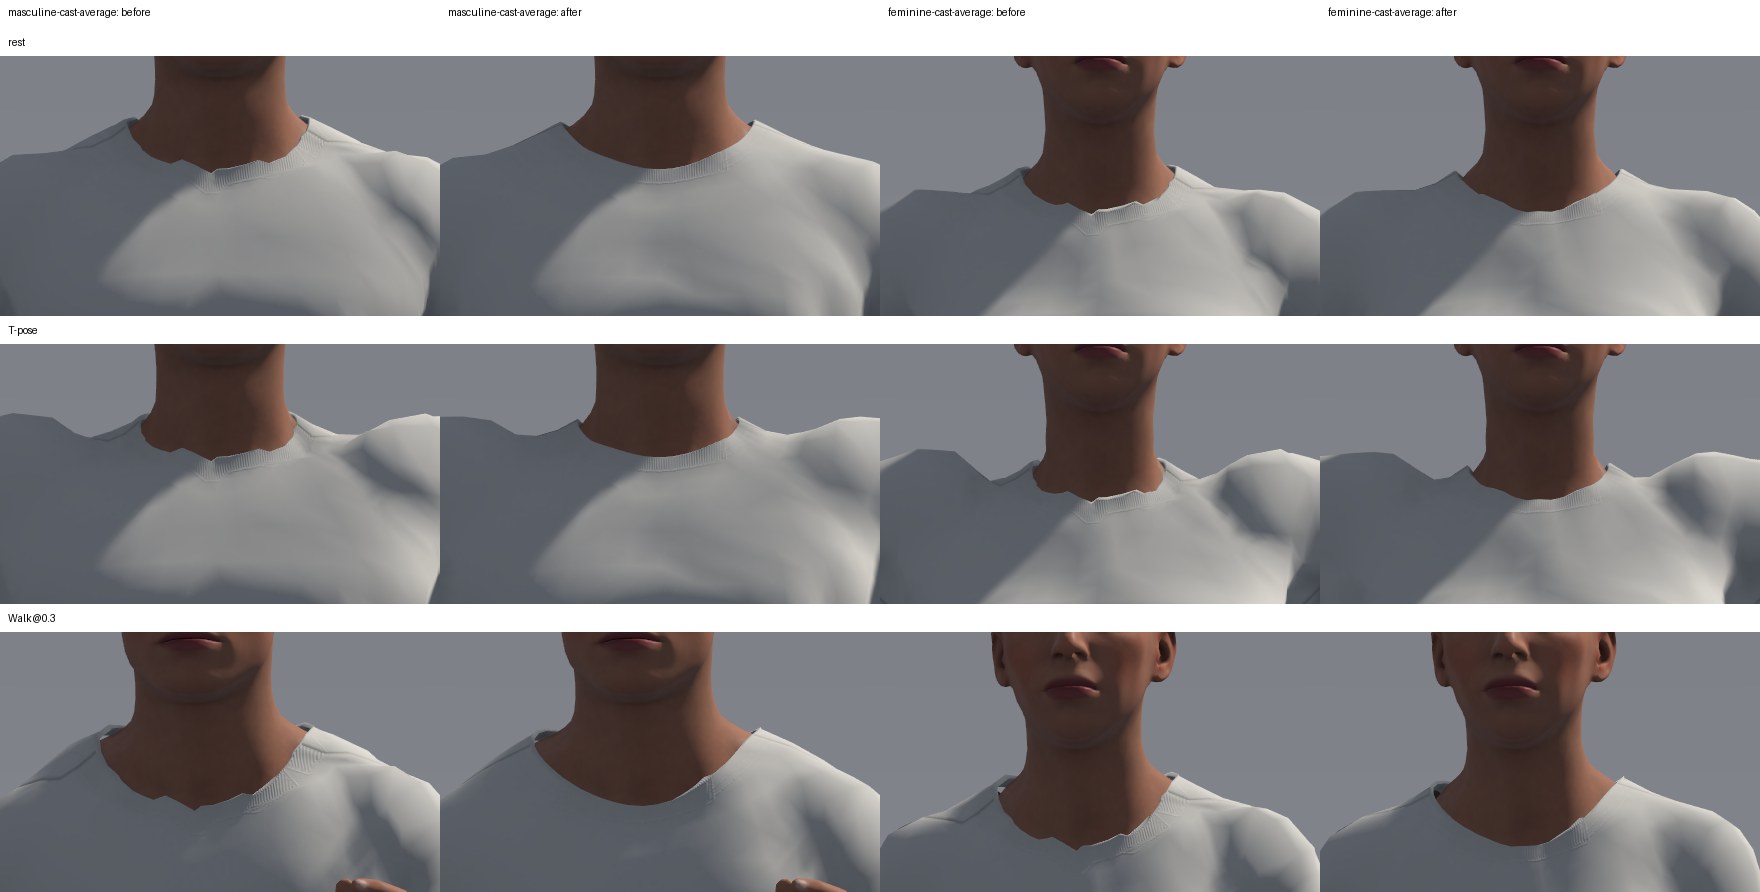 masculine-cast-average: before
masculine-cast-average: after
feminine-cast-average: before
feminine-cast-average: after
rest
T-pose
Walk@0.3